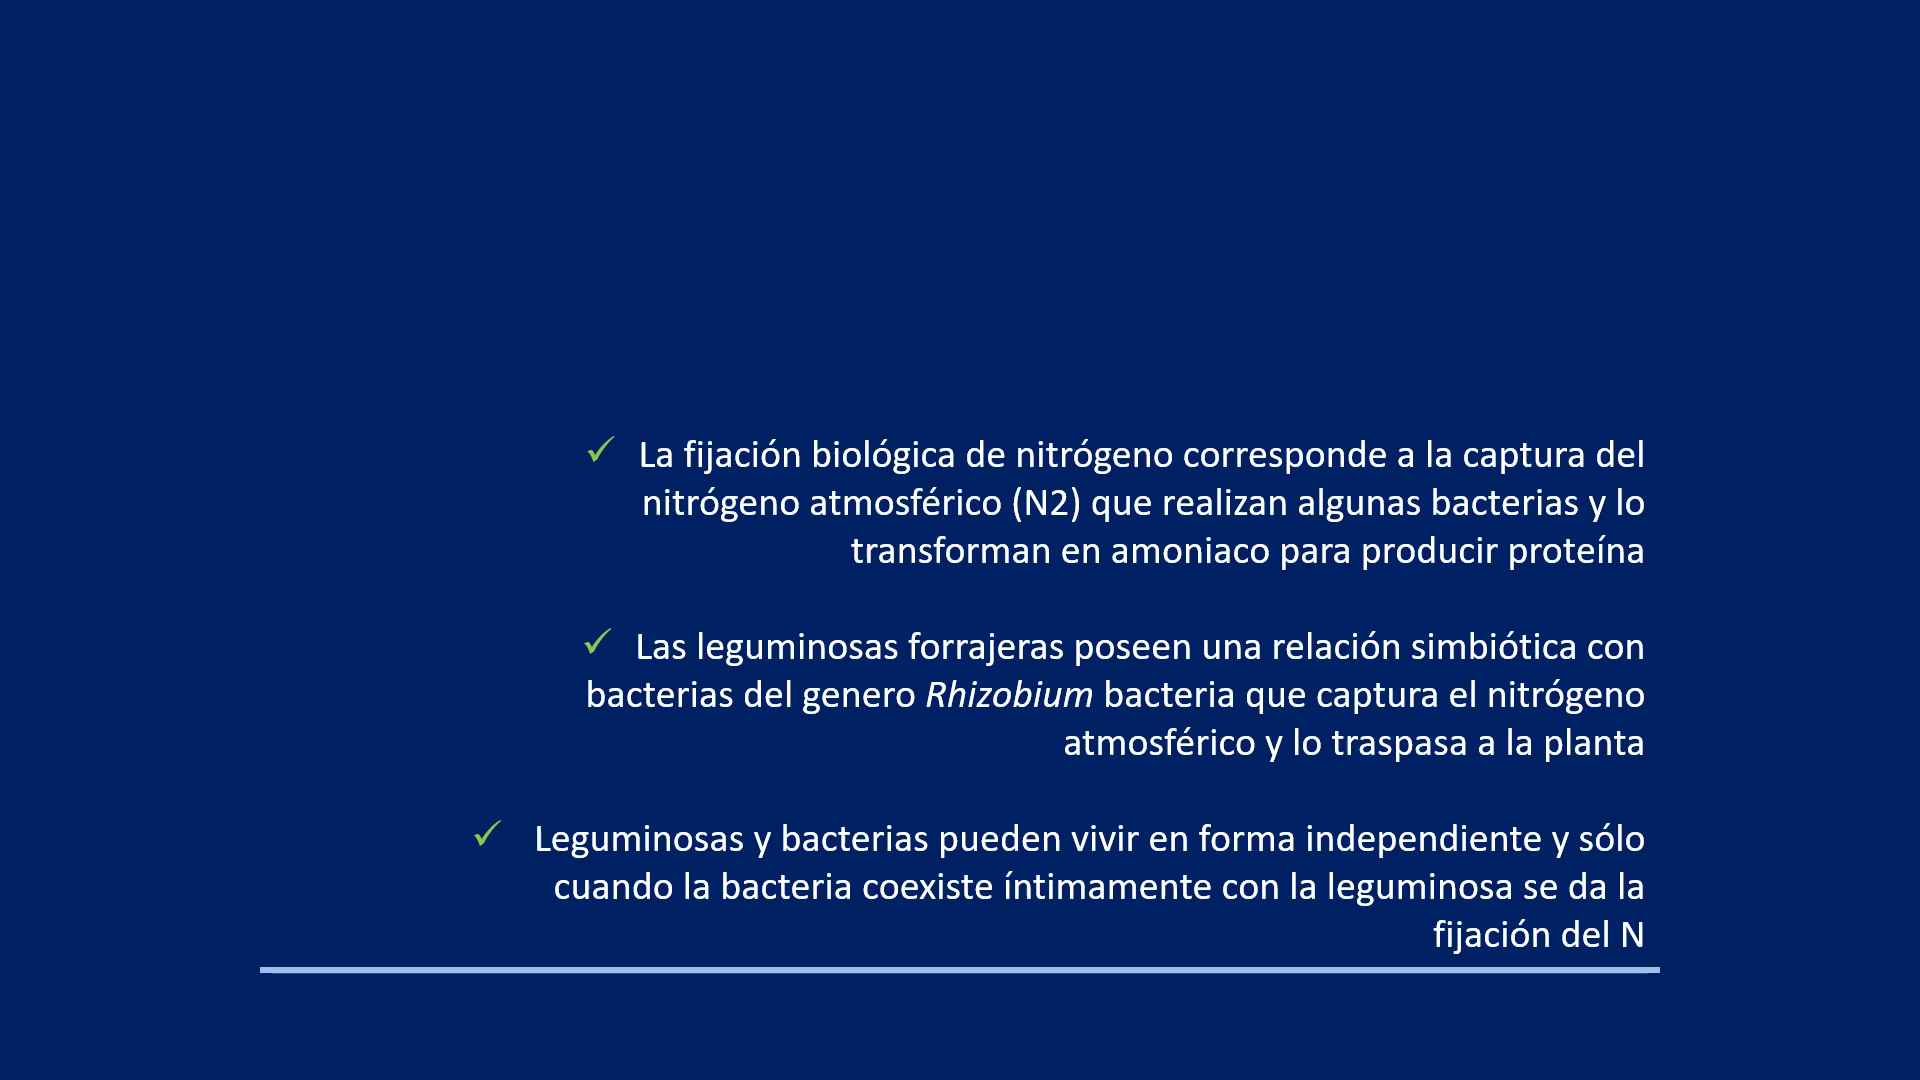 ✓ La fijación biológica de nitrógeno corresponde a la captura del
nitrógeno atmosférico (N2) que realizan algunas bacterias y lo
transforman en amoniaco para producir proteína
✓ Las leguminosas forrajeras poseen una relación simbiótica con
bacterias del genero Rhizobium bacteria que captura el nitrógeno
atmosférico y lo traspasa a la planta
✓ Leguminosas y bacterias pueden vivir en forma independiente y sólo
cuando la bacteria coexiste íntimamente con la leguminosa se da la
fijación del N